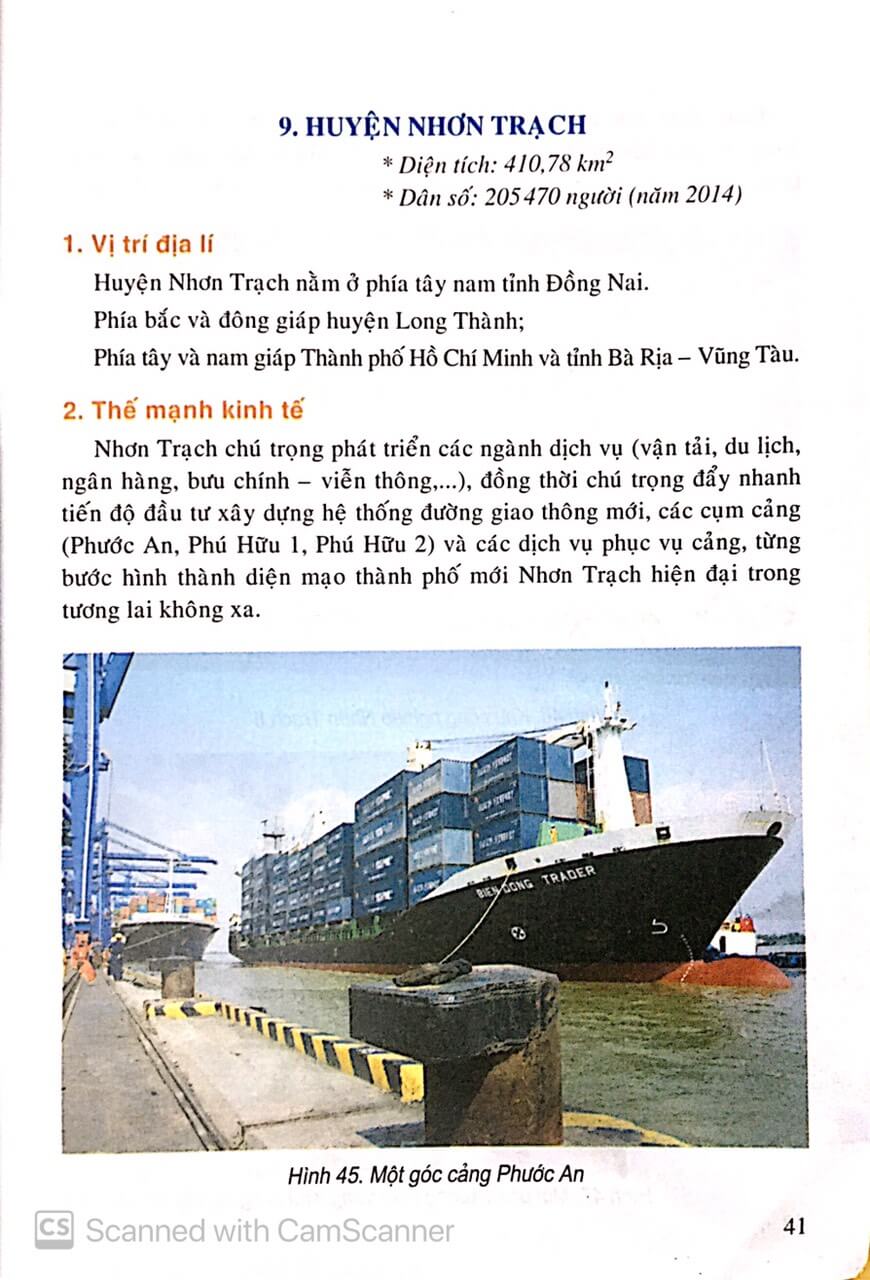 9. HUYỆN NHƠN TRẠCH
* Diện tích: 410,78 km²
* Dân số: 205470 người (năm 2014)
1. Vị trí địa lí
Huyện Nhơn Trạch nằm ở phía tây nam tỉnh Đồng Nai.
Phía bắc và đông giáp huyện Long Thành;
Phía tây và nam giáp Thành phố Hồ Chí Minh và tỉnh Bà Rịa – Vũng Tàu.
2. Thế mạnh kinh tế
Nhơn Trạch chú trọng phát triển các ngành dịch vụ (vận tải, du lịch,
ngân hàng, bưu chính – viễn thông,...), đồng thời chú trọng đẩy nhanh
tiến độ đầu tư xây dựng hệ thống đường giao thông mới, các cụm cảng
(Phước An, Phú Hữu 1, Phú Hữu 2) và các dịch vụ phục vụ cảng, từng
bước hình thành diện mạo thành phố mới Nhơn Trạch hiện đại trong
tương lai không xa.
BIEN DONG TRADER
Hình 45. Một góc cảng Phước An
41
CS Scanned with CamScanner